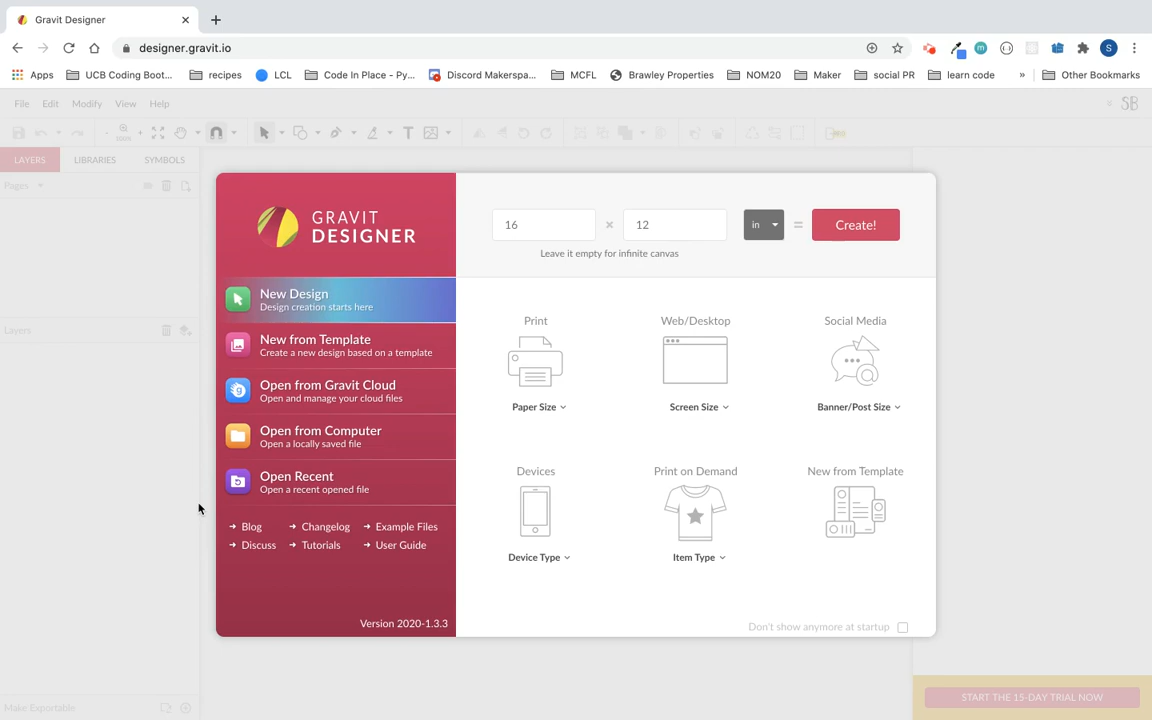 Gravit Designer
designer.gravit.io
S
Apps UCB Coding Boot... recipes LCL Code In Place - Py... Discord Makerspa... MCFL Brawley Properties NOM20 Maker social PR learn code » Other Bookmarks
File Edit Modify View Help
SB
100%
LAYERS LIBRARIES SYMBOLS
Pages
Layers
GRAVIT
DESIGNER
16 × 12 in = Create!
Leave it empty for infinite canvas
New Design
Design creation starts here
New from Template
Create a new design based on a template
Open from Gravit Cloud
Open and manage your cloud files
Open from Computer
Open a locally saved file
Open Recent
Open a recent opened file
Blog Changelog Example Files
Discuss Tutorials User Guide
Version 2020-1.3.3
Print Web/Desktop Social Media
Paper Size Screen Size Banner/Post Size
Devices Print on Demand New from Template
Device Type Item Type
Don't show anymore at startup
Make Exportable
START THE 15-DAY TRIAL NOW